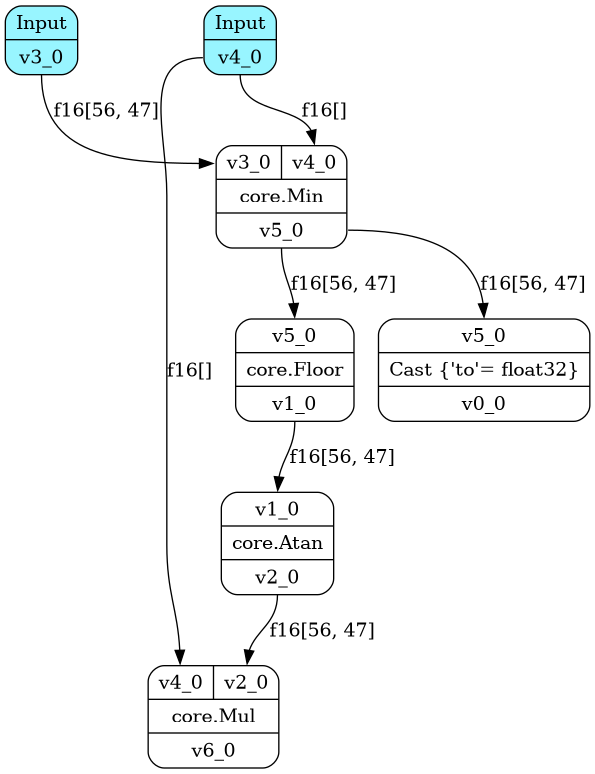 Input
v3_0
Input
v4_0
f16[56, 47]
f16[]
v3_0 v4_0
core.Min
v5_0
f16[56, 47]
f16[56, 47]
f16[]
v5_0
core.Floor
v1_0
v5_0
Cast {'to'= float32}
v0_0
f16[56, 47]
v1_0
core.Atan
v2_0
f16[56, 47]
v4_0 v2_0
core.Mul
v6_0